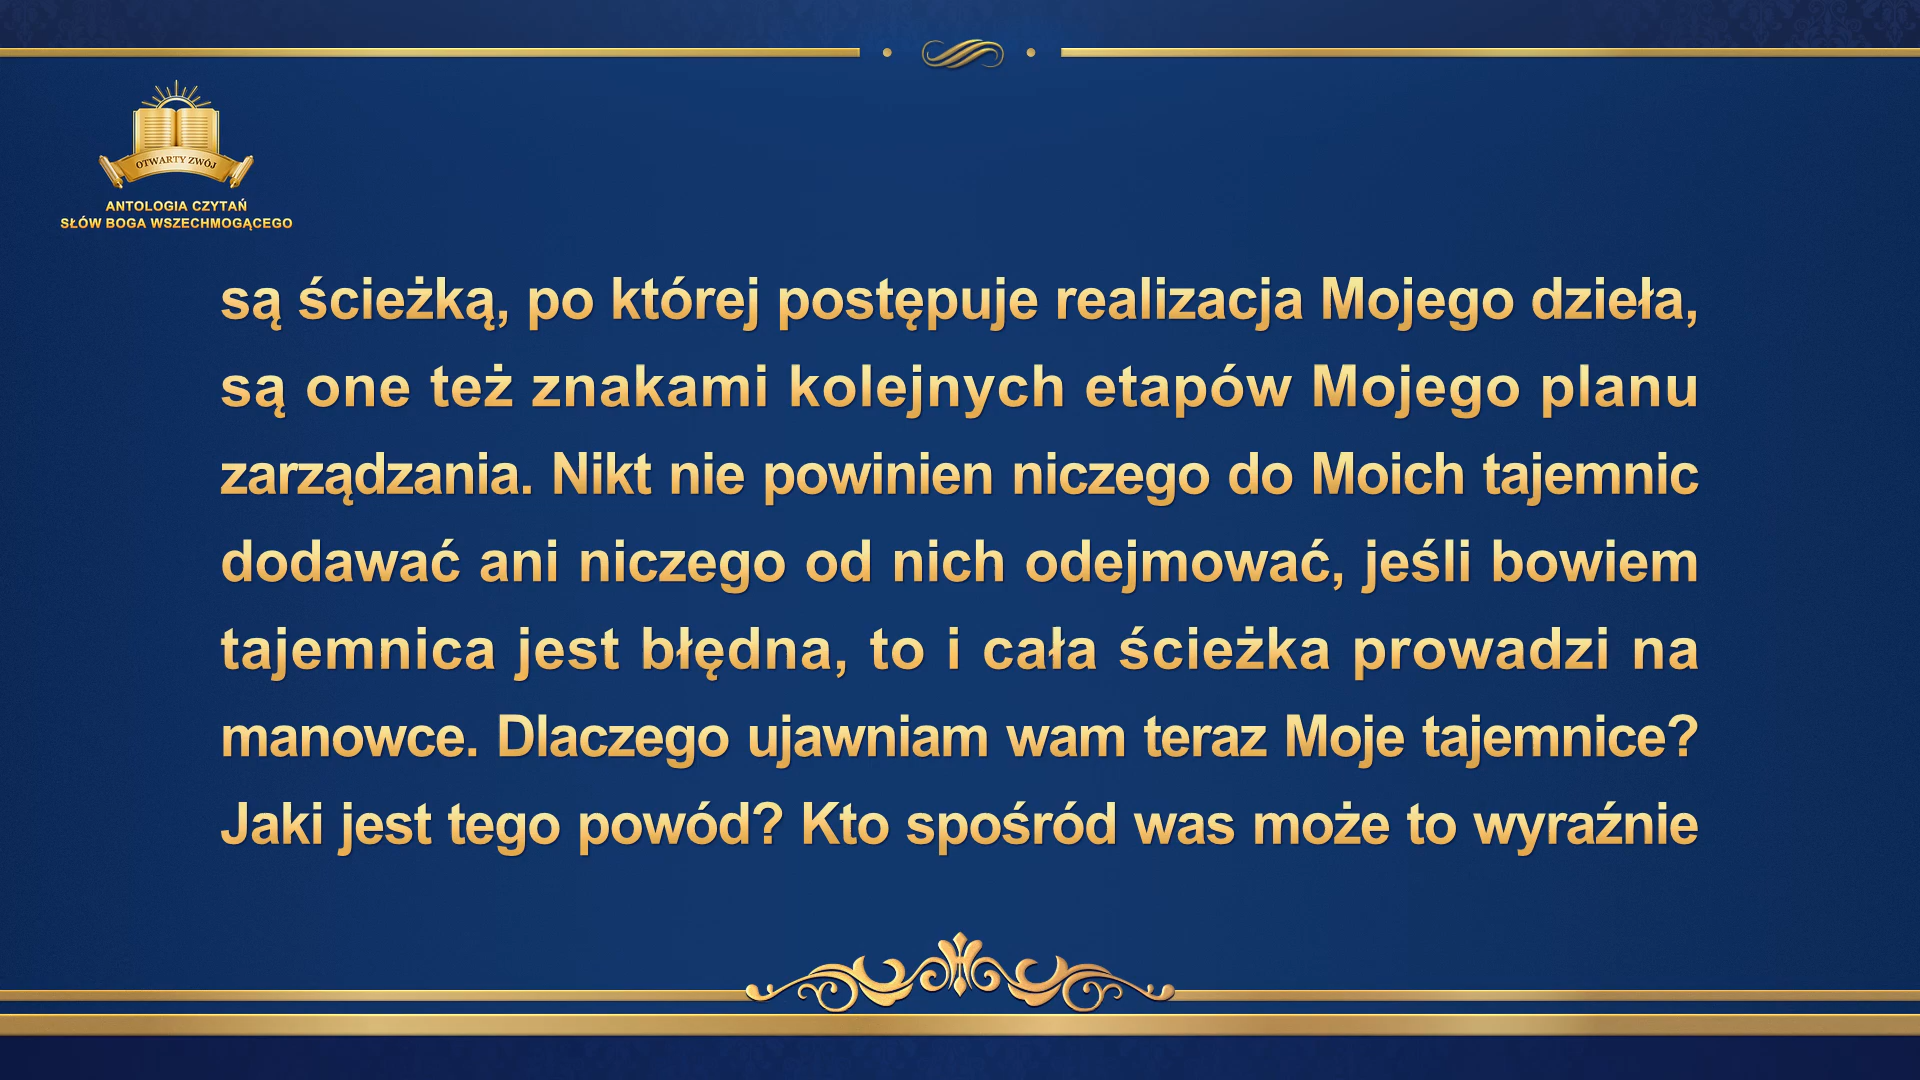 OTWARTY ZWÓJ
ANTOLOGIA CZYTAŃ
SŁÓW BOGA WSZECHMOGĄCEGO
są ścieżką, po której postępuje realizacja Mojego dzieła,
są one też znakami kolejnych etapów Mojego planu
zarządzania. Nikt nie powinien niczego do Moich tajemnic
dodawać ani niczego od nich odejmować, jeśli bowiem
tajemnica jest błędna, to i cała ścieżka prowadzi na
manowce. Dlaczego ujawniam wam teraz Moje tajemnice?
Jaki jest tego powód? Kto spośród was może to wyraźnie